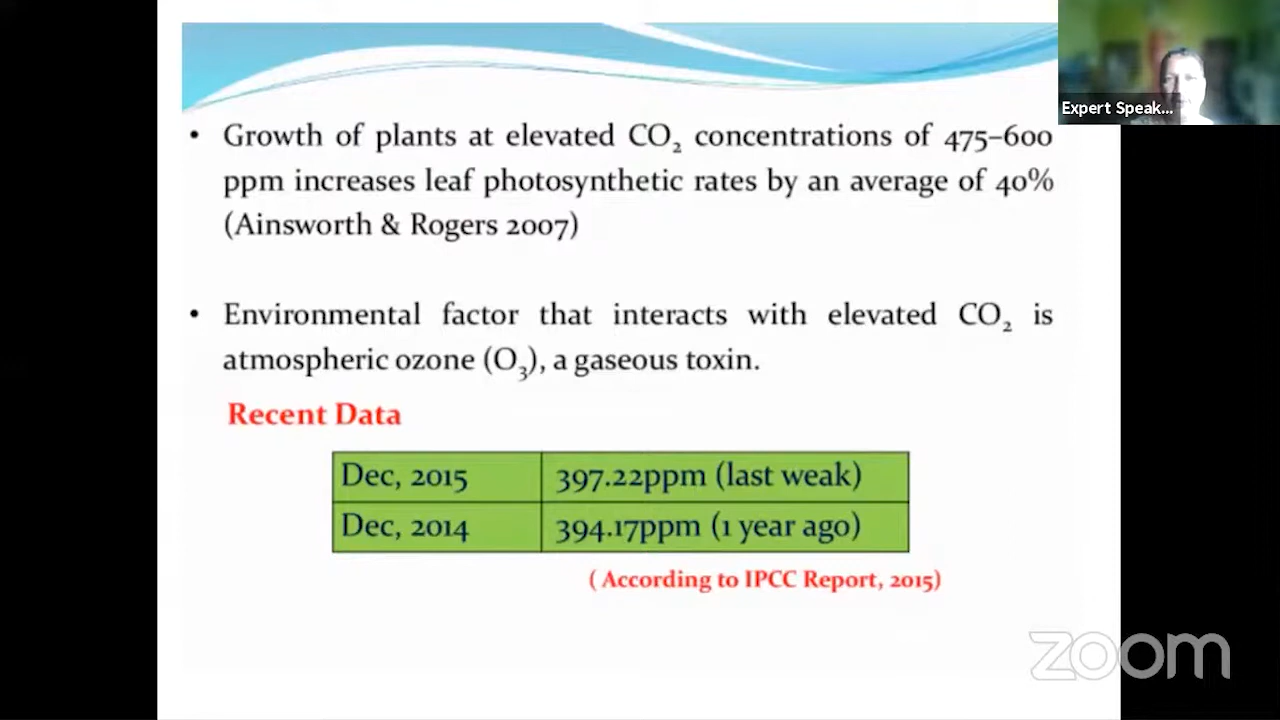 Expert Speak...
• Growth of plants at elevated CO₂ concentrations of 475–600
ppm increases leaf photosynthetic rates by an average of 40%
(Ainsworth & Rogers 2007)
• Environmental factor that interacts with elevated CO₂ is
atmospheric ozone (O₃), a gaseous toxin.
Recent Data
Dec, 2015 397.22ppm (last weak)
Dec, 2014 394.17ppm (1 year ago)
( According to IPCC Report, 2015)
zoom